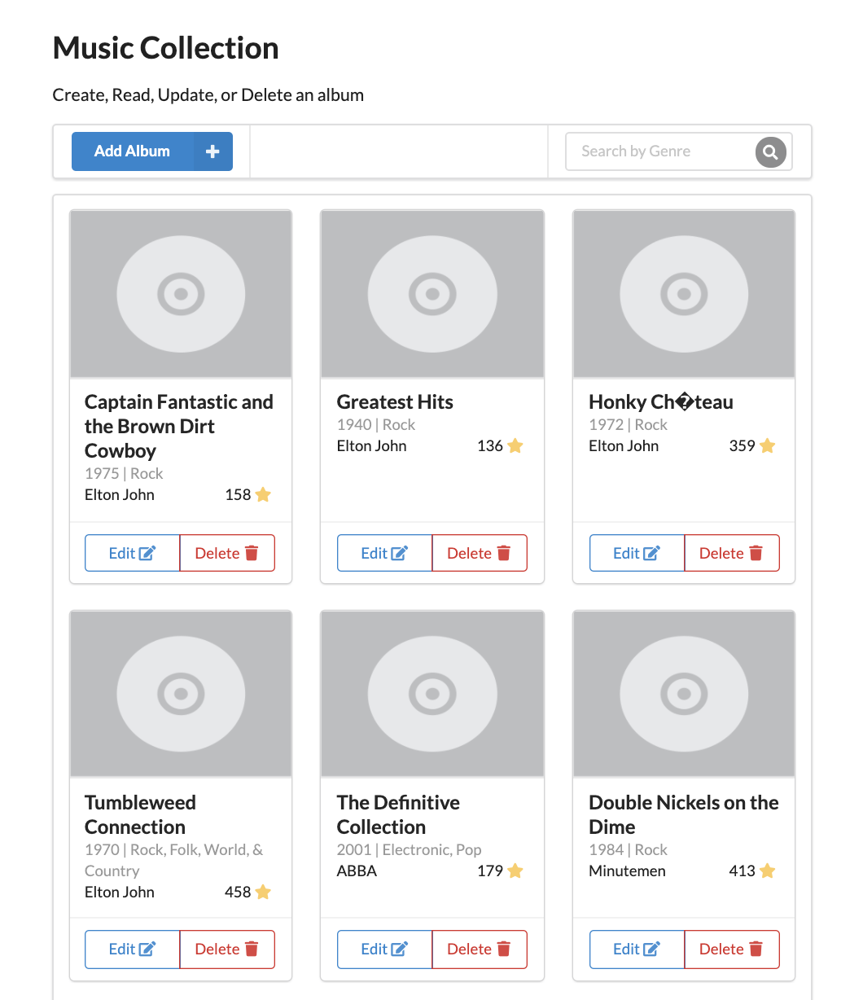 Music Collection
Create, Read, Update, or Delete an album
Add Album
Search by Genre
Captain Fantastic and
the Brown Dirt
Cowboy
1975 | Rock
Elton John 158
Edit Delete
Greatest Hits
1940 | Rock
Elton John 136
Edit Delete
Honky Ch�teau
1972 | Rock
Elton John 359
Edit Delete
Tumbleweed
Connection
1970 | Rock, Folk, World, &
Country
Elton John 458
Edit Delete
The Definitive
Collection
2001 | Electronic, Pop
ABBA 179
Edit Delete
Double Nickels on the
Dime
1984 | Rock
Minutemen 413
Edit Delete